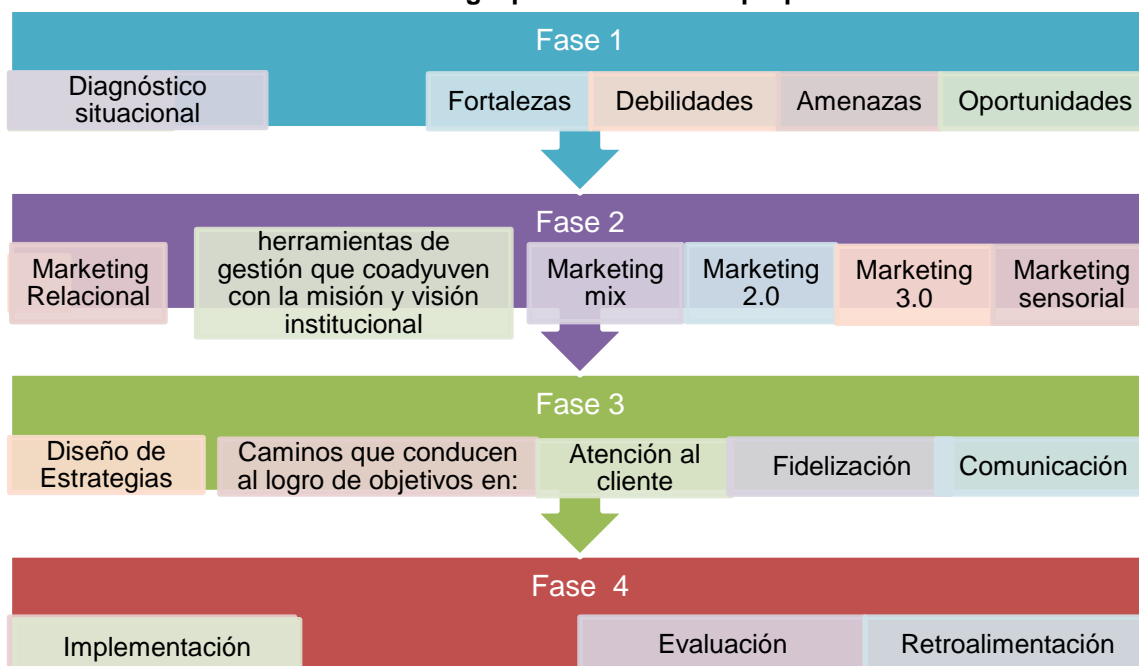 Fase 1
Diagnóstico
situacional
Fortalezas
Debilidades
Amenazas
Oportunidades
Fase 2
Marketing
Relacional
herramientas de
gestión que coadyuven
con la misión y visión
institucional
Marketing
mix
Marketing
2.0
Marketing
3.0
Marketing
sensorial
Fase 3
Diseño de
Estrategias
Caminos que conducen
al logro de objetivos en:
Atención al
cliente
Fidelización
Comunicación
Fase 4
Implementación
Evaluación
Retroalimentación